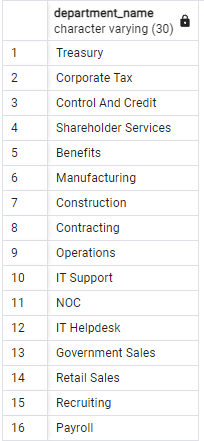 department_name
character varying (30)
1 Treasury
2 Corporate Tax
3 Control And Credit
4 Shareholder Services
5 Benefits
6 Manufacturing
7 Construction
8 Contracting
9 Operations
10 IT Support
11 NOC
12 IT Helpdesk
13 Government Sales
14 Retail Sales
15 Recruiting
16 Payroll